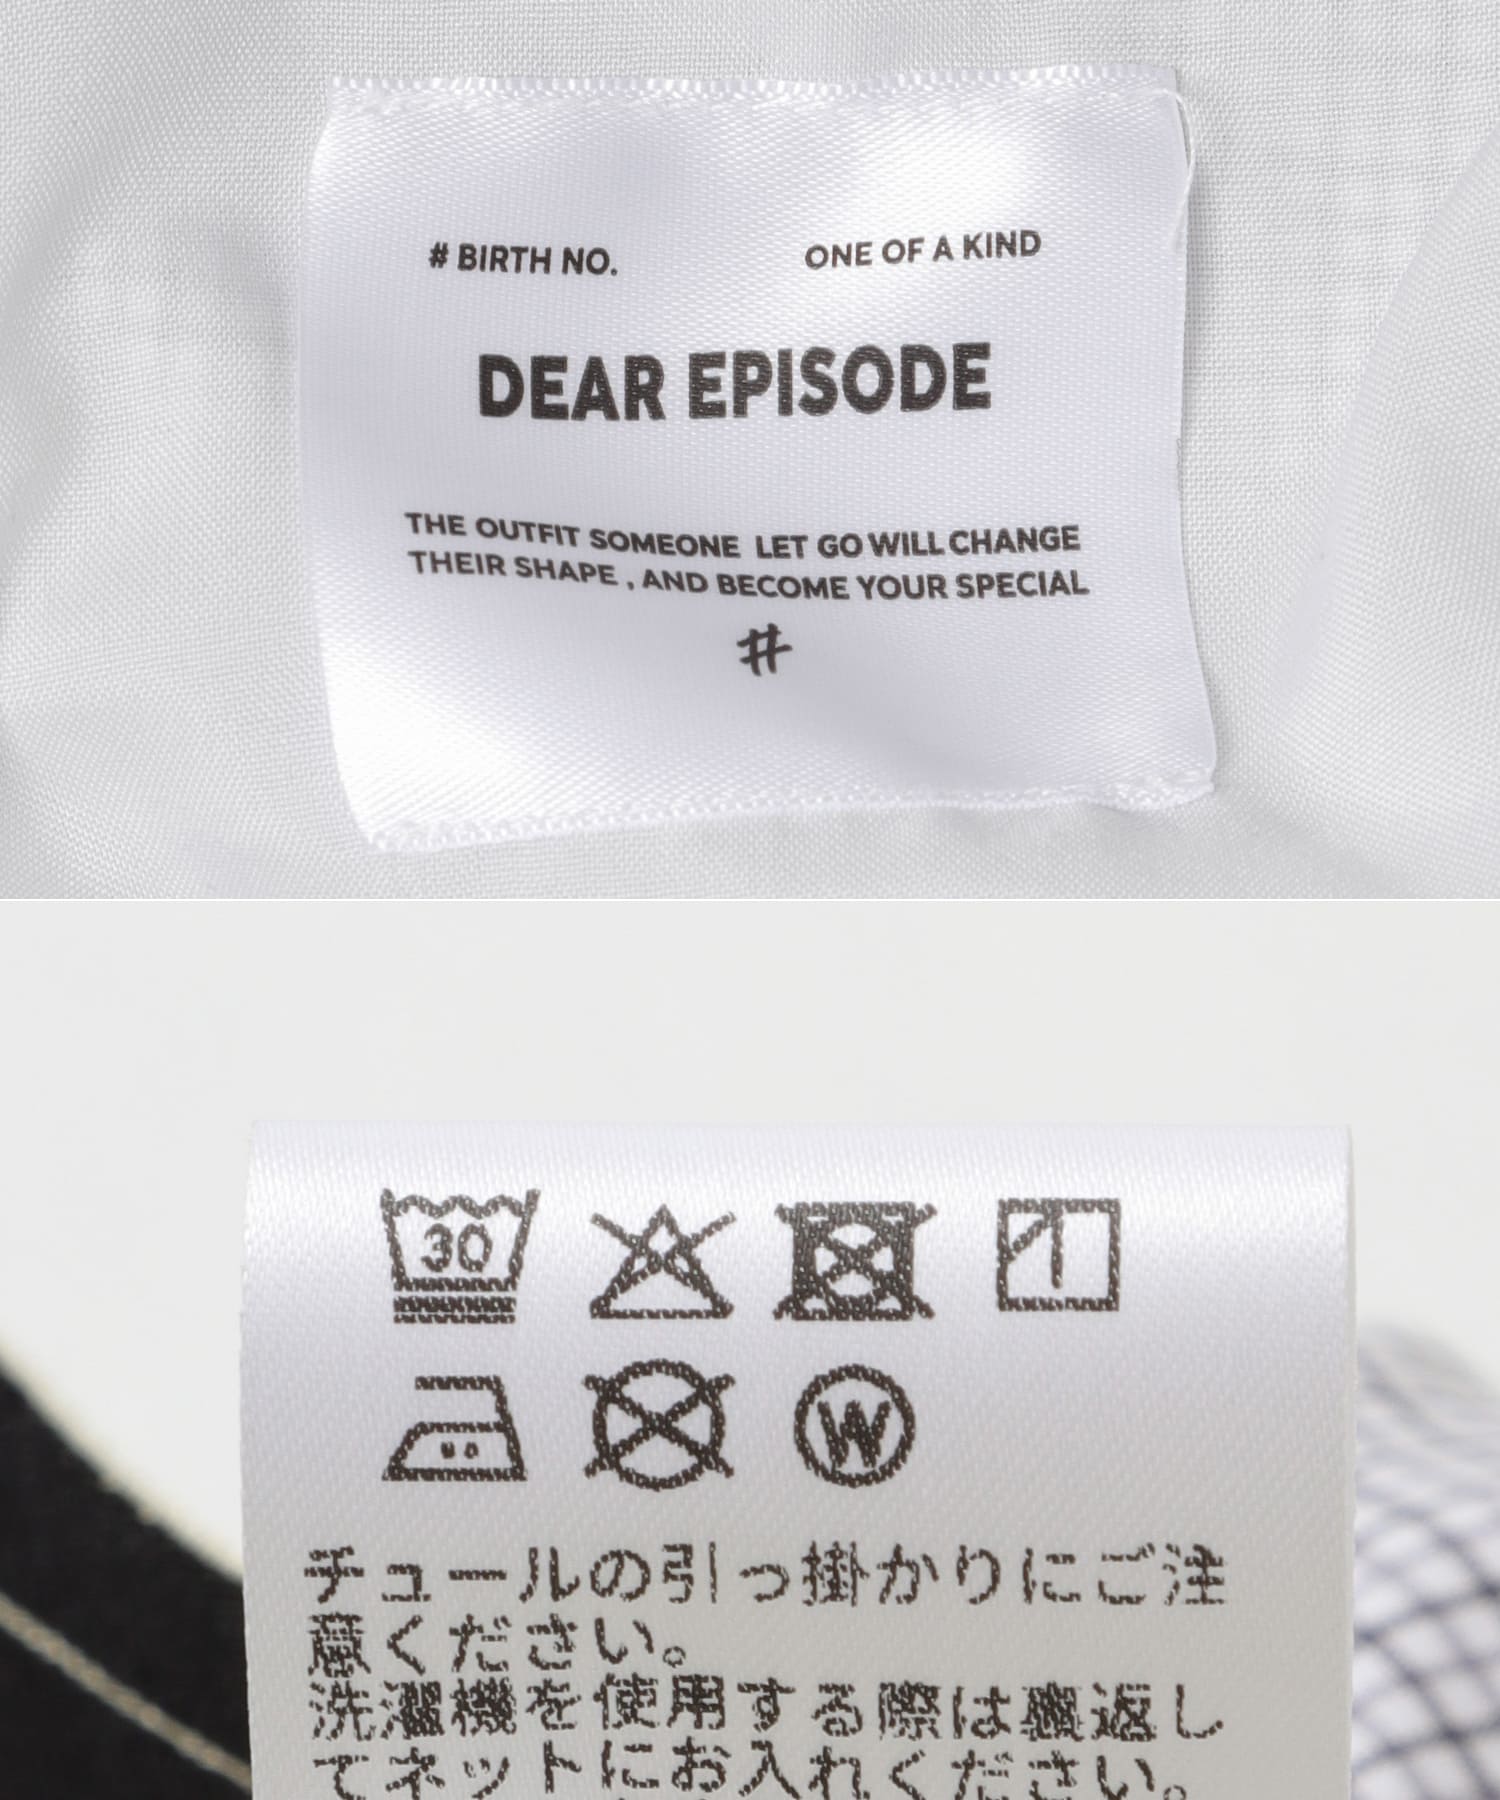 # BIRTH NO. ONE OF A KIND
DEAR EPISODE
THE OUTFIT SOMEONE LET GO WILL CHANGE
THEIR SHAPE , AND BECOME YOUR SPECIAL
#
30
W
チュールの引っ掛かりにご注
意ください。
洗濯機を使用する際は裏返し
てネットにお入れください。